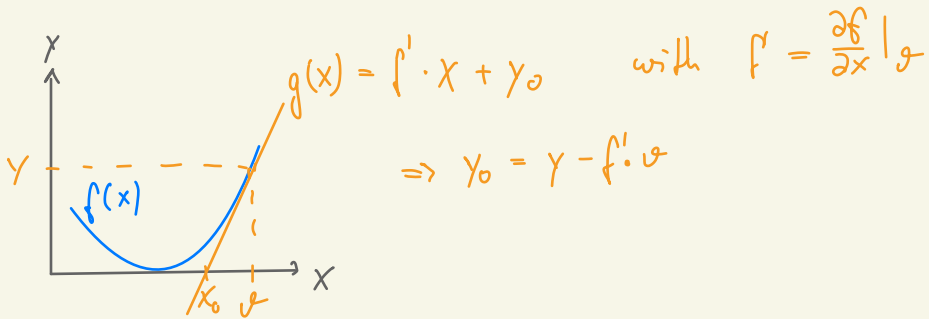 Y
g(x) = f' · x + y₀ with f' = ∂f/∂x |ϑ
Y
⇒ y₀ = y - f' · ϑ
f(x)
X
x₀ ϑ